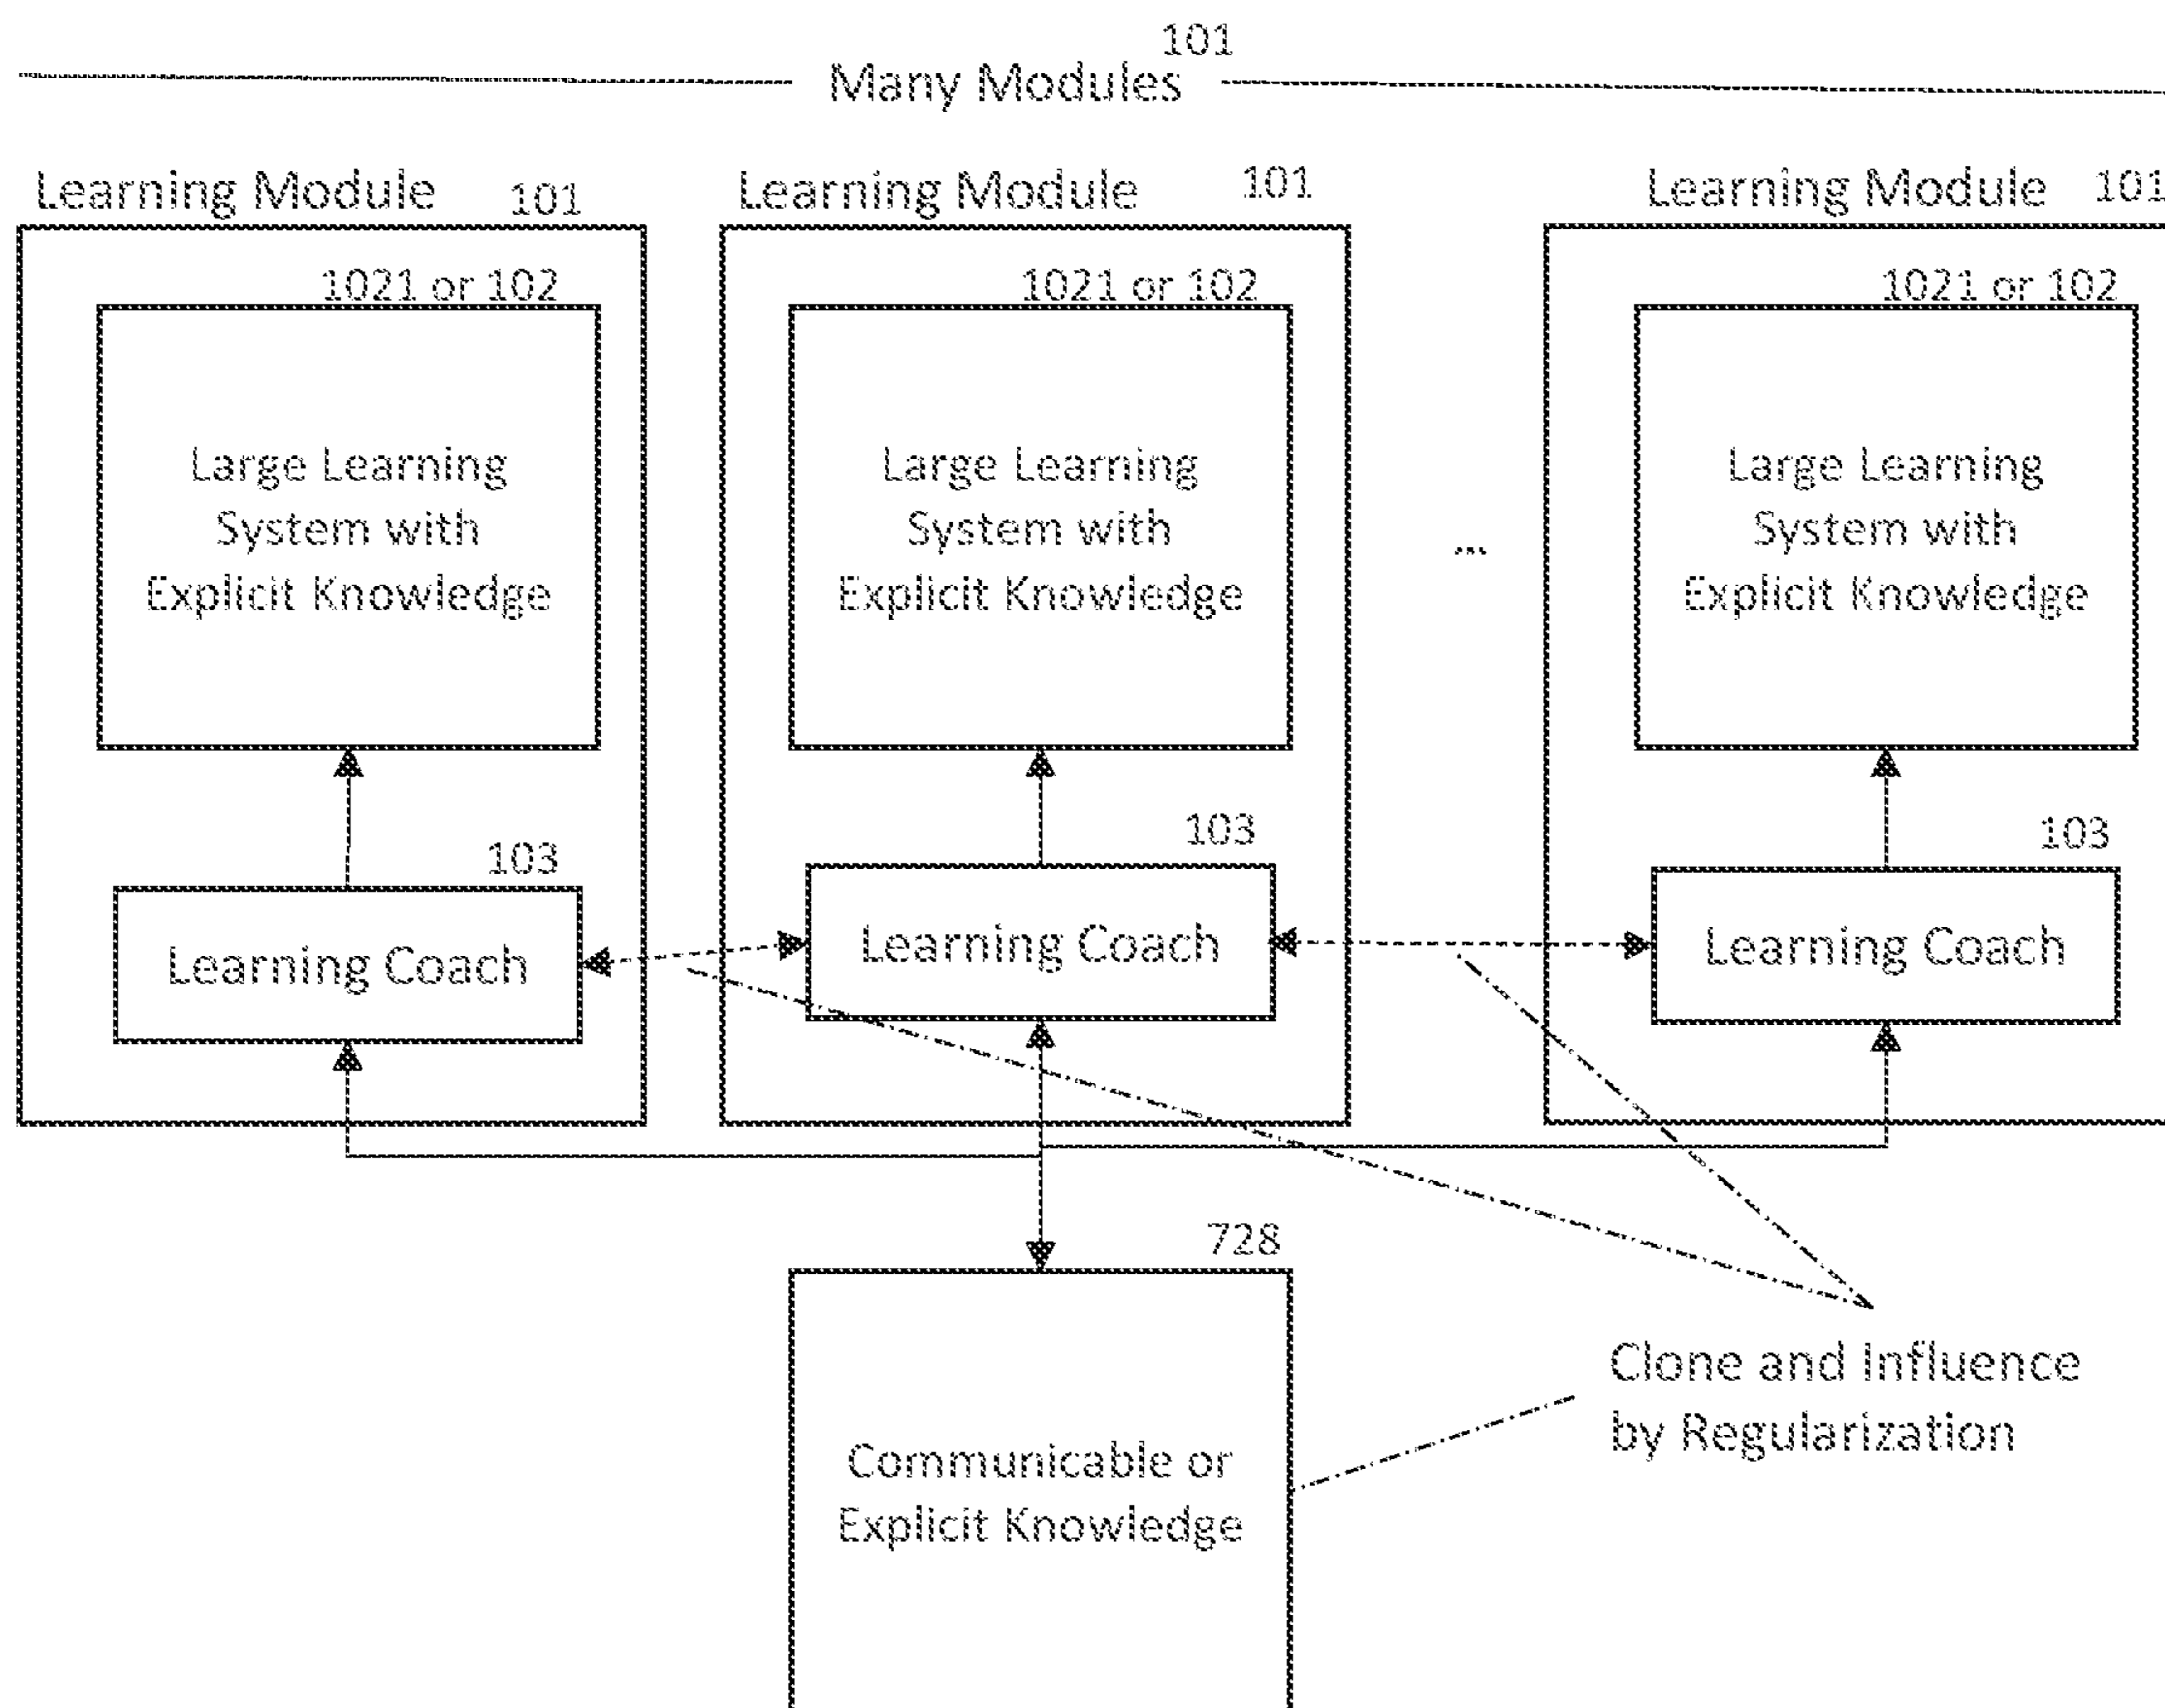 101
Many Modules
Learning Module 101
Learning Module 101
Learning Module 101
1021 or 102
1021 or 102
1021 or 102
Large Learning
System with
Explicit Knowledge
Large Learning
System with
Explicit Knowledge
...
Large Learning
System with
Explicit Knowledge
103
103
103
Learning Coach
Learning Coach
Learning Coach
728
Communicable or
Explicit Knowledge
Clone and Influence
by Regularization